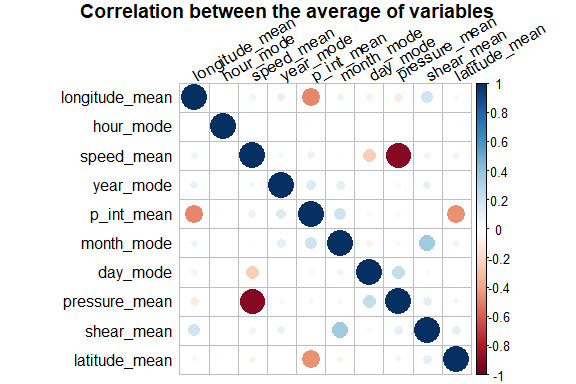 Correlation between the average of variables
longitude_mean
hour_mode
speed_mean
year_mode
p_int_mean
month_mode
day_mode
pressure_mean
shear_mean
latitude_mean
longitude_mean
hour_mode
speed_mean
year_mode
p_int_mean
month_mode
day_mode
pressure_mean
shear_mean
latitude_mean
1
0.8
0.6
0.4
0.2
0
-0.2
-0.4
-0.6
-0.8
-1